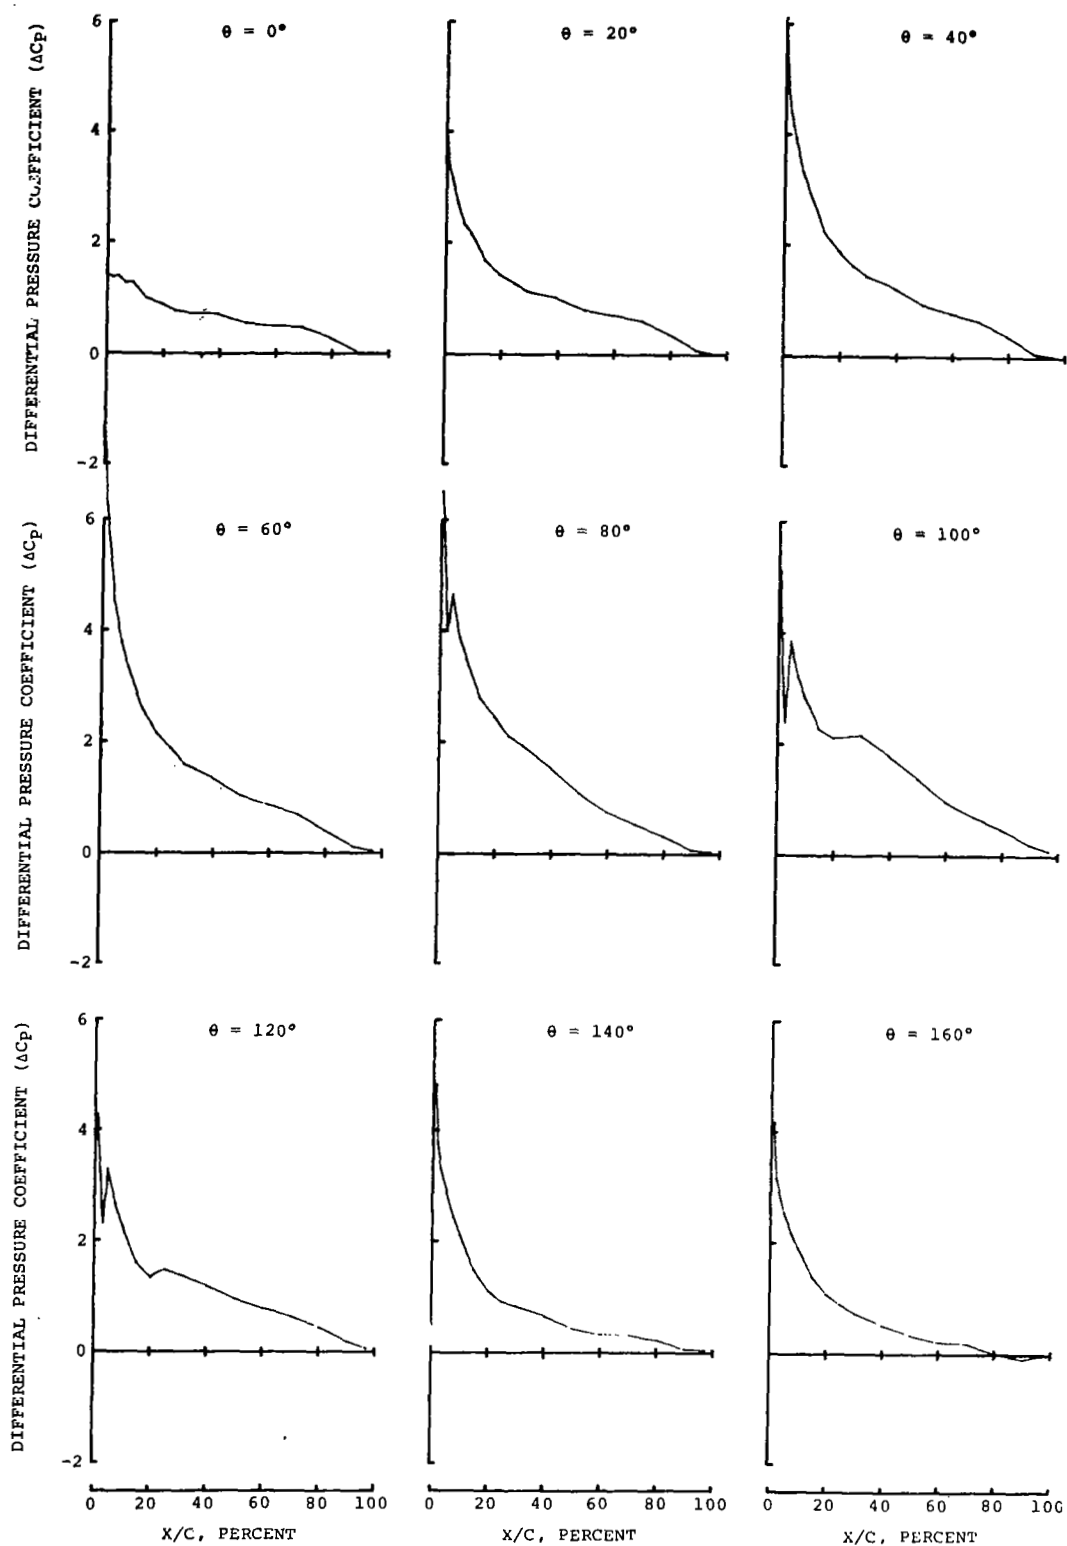 DIFFERENTIAL PRESSURE COEFFICIENT (ΔCp)
6
4
2
0
-2
θ = 0°
θ = 20°
θ = 40°
DIFFERENTIAL PRESSURE COEFFICIENT (ΔCp)
6
4
2
0
-2
θ = 60°
θ = 80°
θ = 100°
DIFFERENTIAL PRESSURE COEFFICIENT (ΔCp)
6
4
2
0
-2
θ = 120°
θ = 140°
θ = 160°
0 20 40 60 80 100
0 20 40 60 80 100
0 20 40 60 80 100
X/C, PERCENT
X/C, PERCENT
X/C, PERCENT